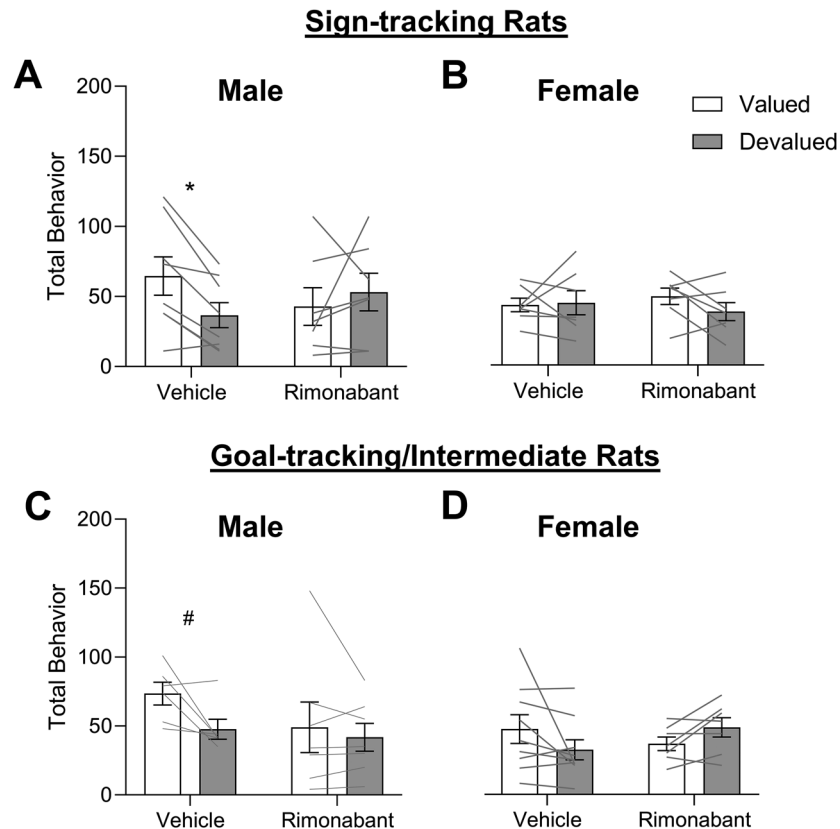 Sign-tracking Rats
A
Male
B
Female
Valued
Devalued
200
150
100
50
0
Total Behavior
*
Vehicle
Rimonabant
Vehicle
Rimonabant
Goal-tracking/Intermediate Rats
C
Male
D
Female
200
150
100
50
0
Total Behavior
#
Vehicle
Rimonabant
Vehicle
Rimonabant